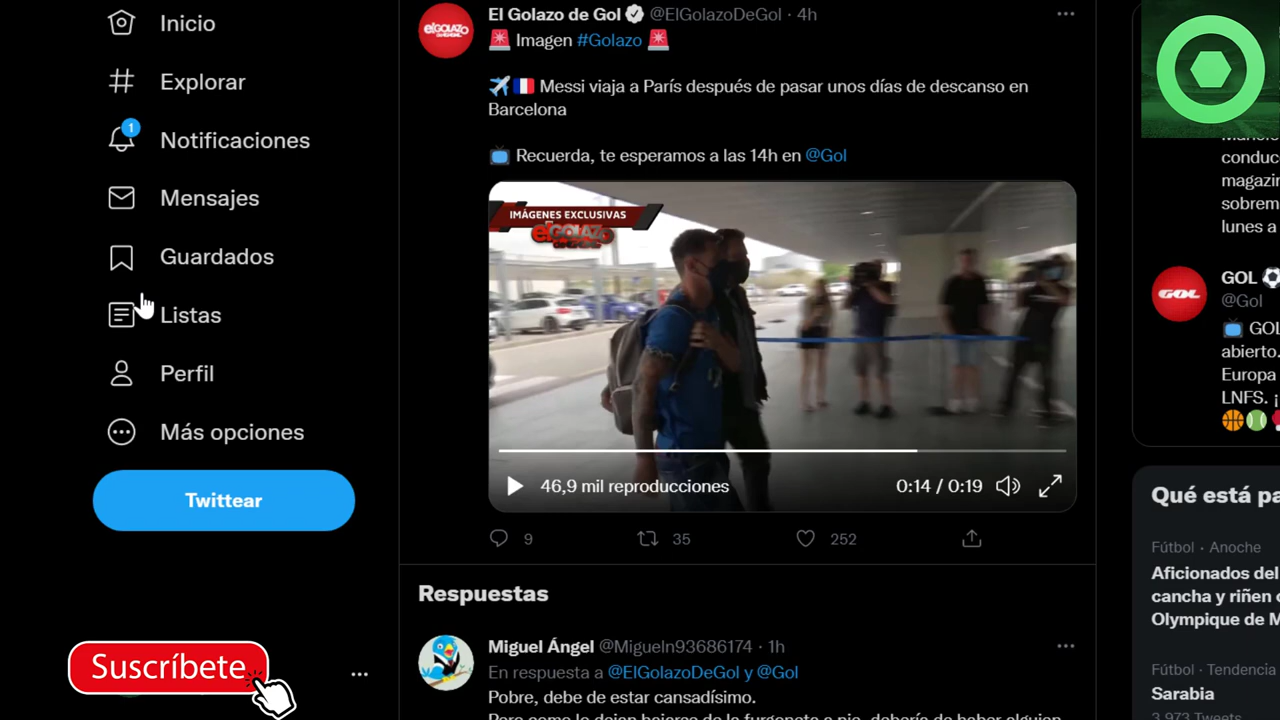 Inicio
Explorar
1
Notificaciones
Mensajes
Guardados
Listas
Perfil
Más opciones
Twittear
Suscríbete
El Golazo de Gol @ElGolazoDeGol · 4h
Imagen #Golazo
Messi viaja a París después de pasar unos días de descanso en
Barcelona
Recuerda, te esperamos a las 14h en @Gol
IMÁGENES EXCLUSIVAS
el GOLAZO
46,9 mil reproducciones
0:14 / 0:19
9
35
252
Respuestas
Miguel Ángel @Migueln93686174 · 1h
En respuesta a @ElGolazoDeGol y @Gol
Pobre, debe de estar cansadísimo.
conduc
magazin
sobrem
lunes a
GOL
@Gol
GOL
abierto.
Europa
LNFS. ¡
Qué está pa
Fútbol · Anoche
Aficionados del
cancha y riñen
Olympique de M
Fútbol · Tendencia
Sarabia
3.973 Tweets